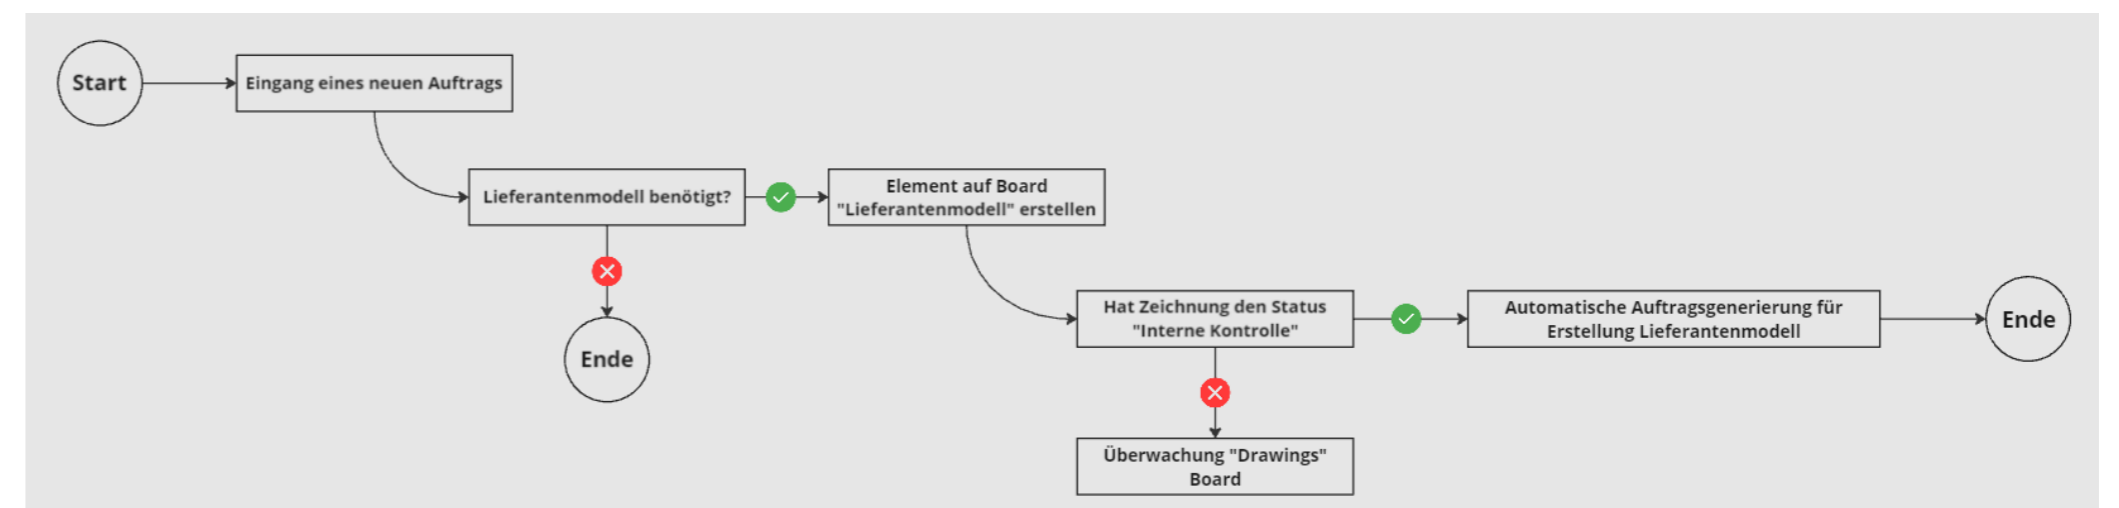 Start
Eingang eines neuen Auftrags
Lieferantenmodell benötigt?
Element auf Board
"Lieferantenmodell" erstellen
Ende
Hat Zeichnung den Status
"Interne Kontrolle"
Automatische Auftragsgenerierung für
Erstellung Lieferantenmodell
Ende
Überwachung "Drawings"
Board